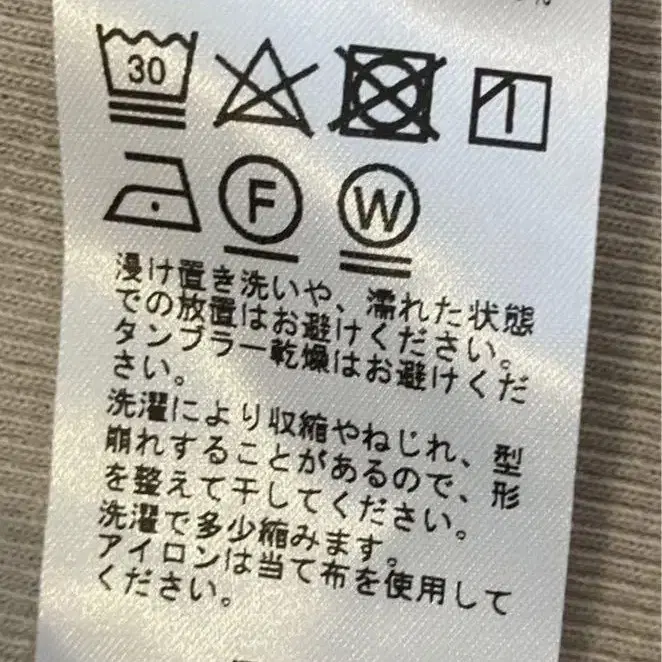 30
F W
浸け置き洗いや、濡れた状態
での放置はお避けください。
タンブラー乾燥はお避けくだ
さい。
洗濯により収縮やねじれ、型
崩れすることがあるので、形
を整えて干してください。
洗濯で多少縮みます。
アイロンは当て布を使用して
ください。